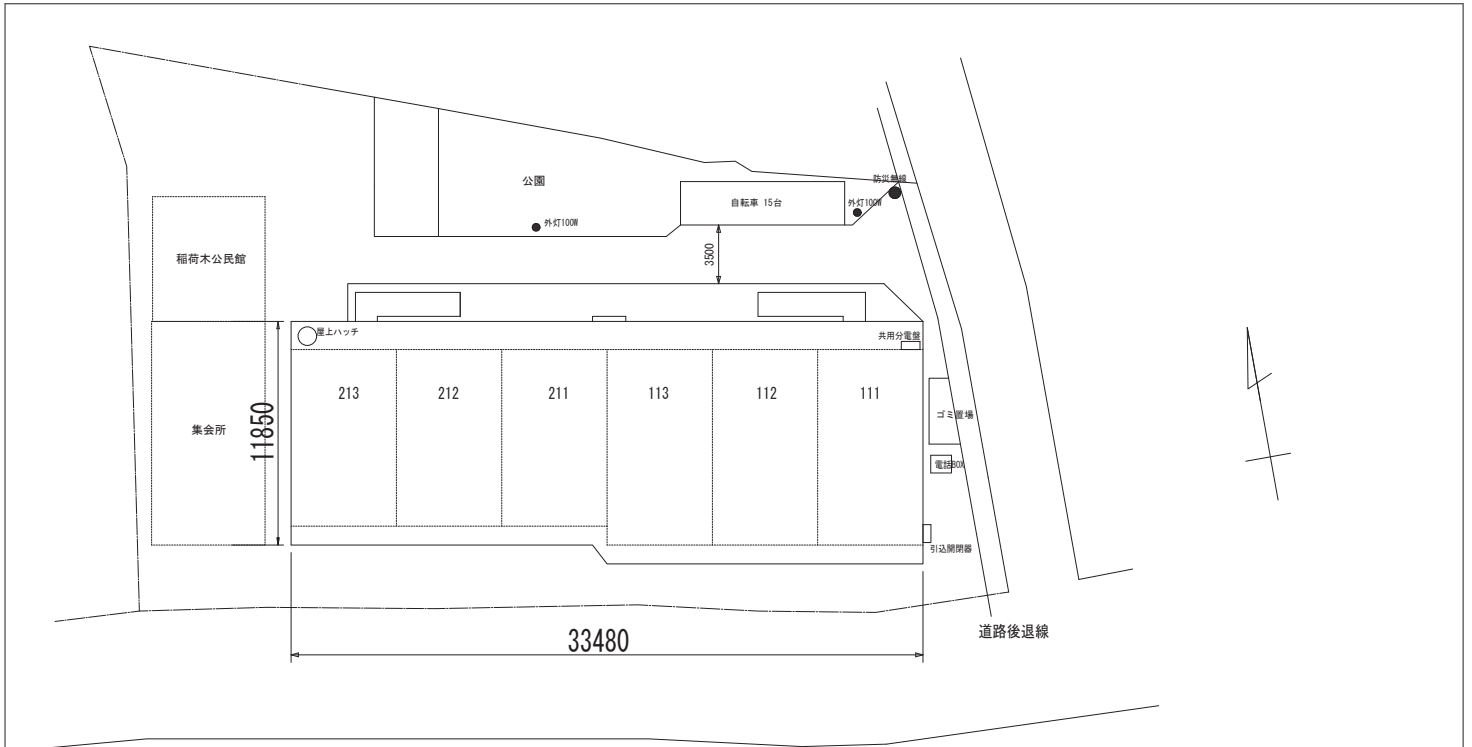 防災無線
公園
自転車 15台
外灯100W
外灯100W
3500
稲荷木公民館
屋上ハッチ
共用分電盤
213
212
211
113
112
111
ゴミ置場
集会所
11850
電話BOX
引込開閉器
道路後退線
33480